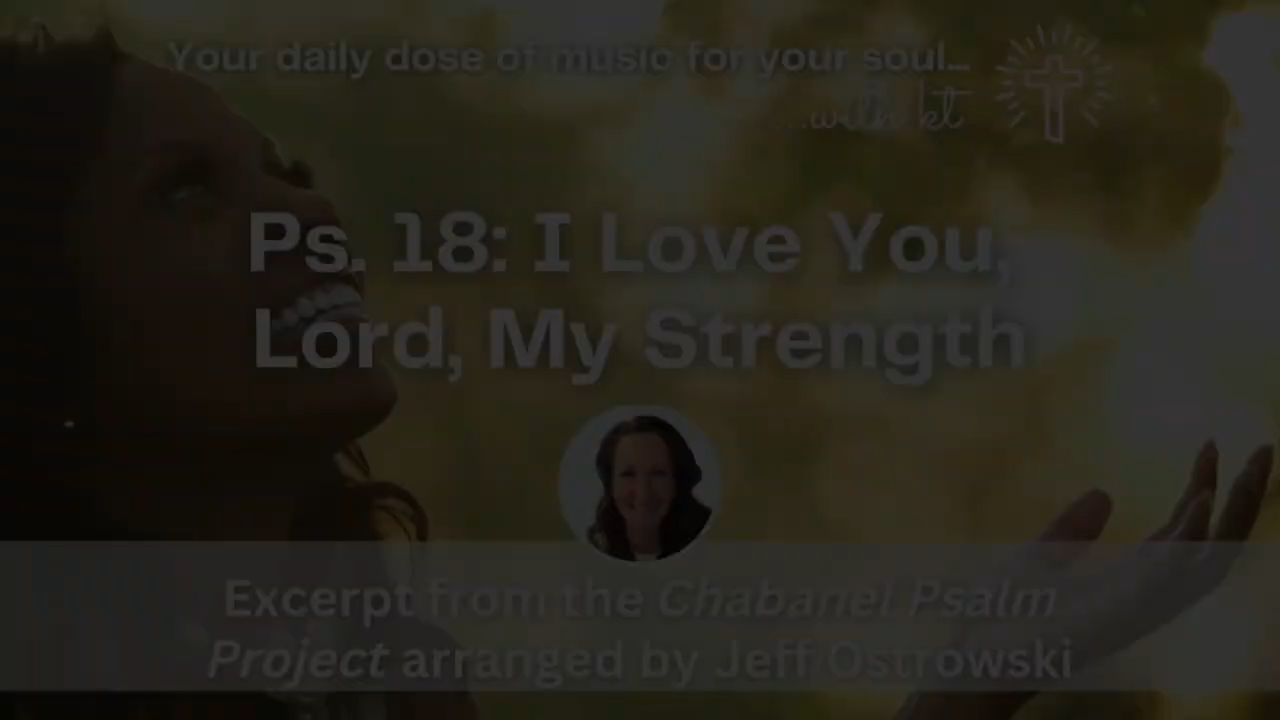 Your daily dose of music for your soul...
...with kt
Ps. 18: I Love You,
Lord, My Strength
Excerpt from the Chabanel Psalm
Project arranged by Jeff Ostrowski